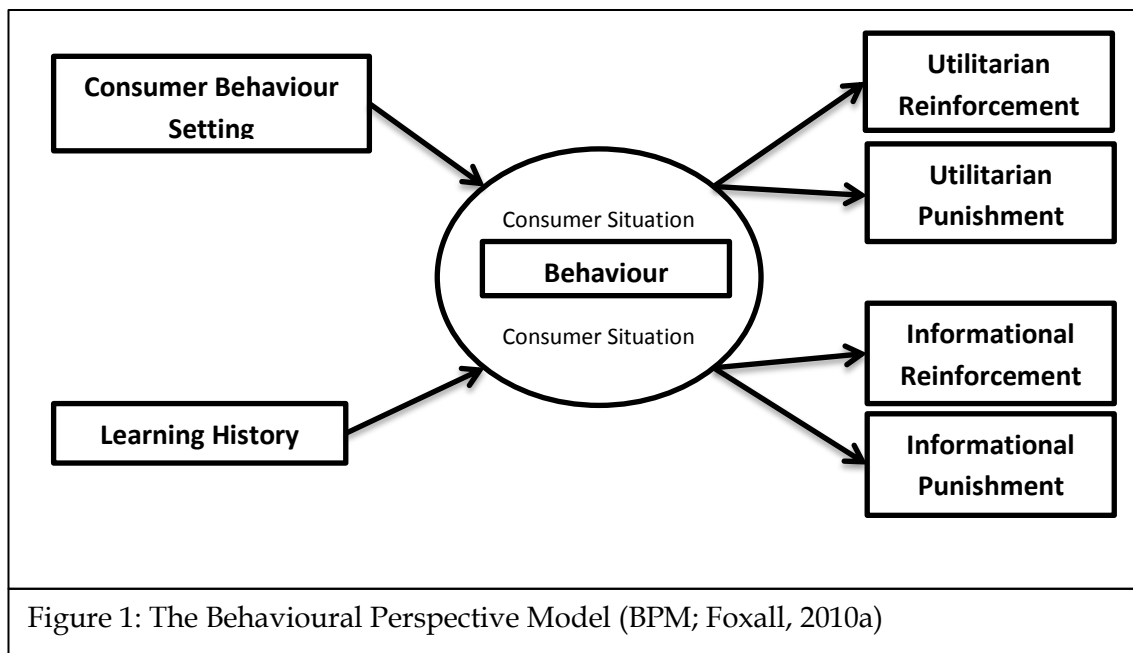 Consumer Behaviour
Setting
Learning History
Consumer Situation
Behaviour
Consumer Situation
Utilitarian
Reinforcement
Utilitarian
Punishment
Informational
Reinforcement
Informational
Punishment
Figure 1: The Behavioural Perspective Model (BPM; Foxall, 2010a)